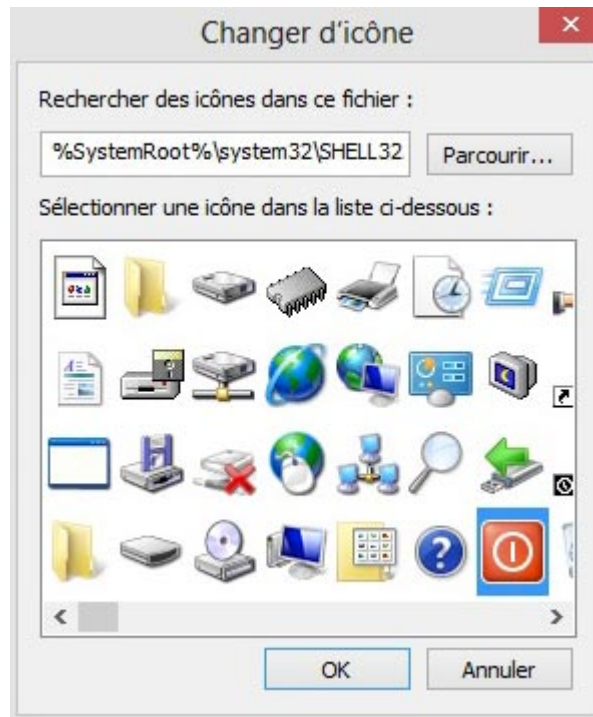 Changer d'icône
Rechercher des icônes dans ce fichier :
%SystemRoot%\system32\SHELL32
Parcourir...
Sélectionner une icône dans la liste ci-dessous :
OK
Annuler